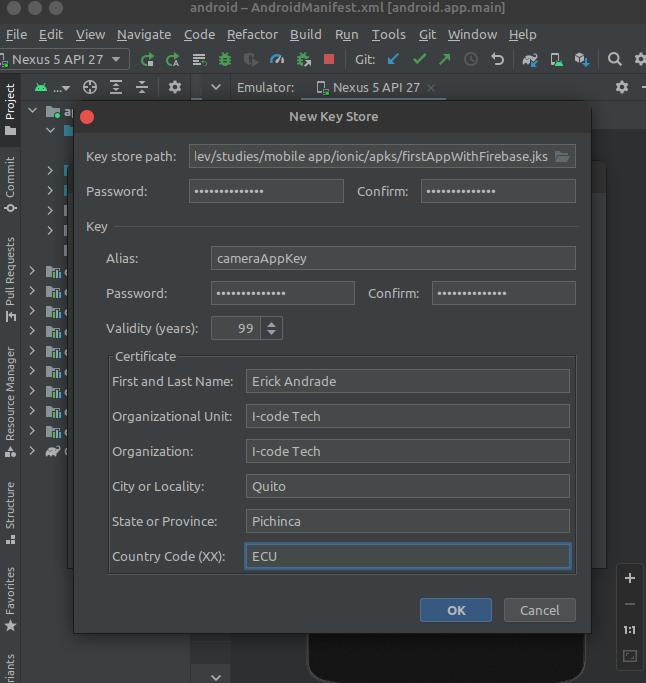 android – AndroidManifest.xml [android.app.main]
File Edit View Navigate Code Refactor Build Run Tools Git Window Help
Nexus 5 API 27 Git:
... Emulator: Nexus 5 API 27
Project
Commit
Pull Requests
Resource Manager
Structure
Favorites
New Key Store
Key store path: lev/studies/mobile app/ionic/apks/firstAppWithFirebase.jks
Password: •••••••••••••• Confirm: ••••••••••••••
Key
Alias: cameraAppKey
Password: •••••••••••••• Confirm: ••••••••••••••
Validity (years): 99
Certificate
First and Last Name: Erick Andrade
Organizational Unit: I-code Tech
Organization: I-code Tech
City or Locality: Quito
State or Province: Pichinca
Country Code (XX): ECU
OK Cancel
1:1